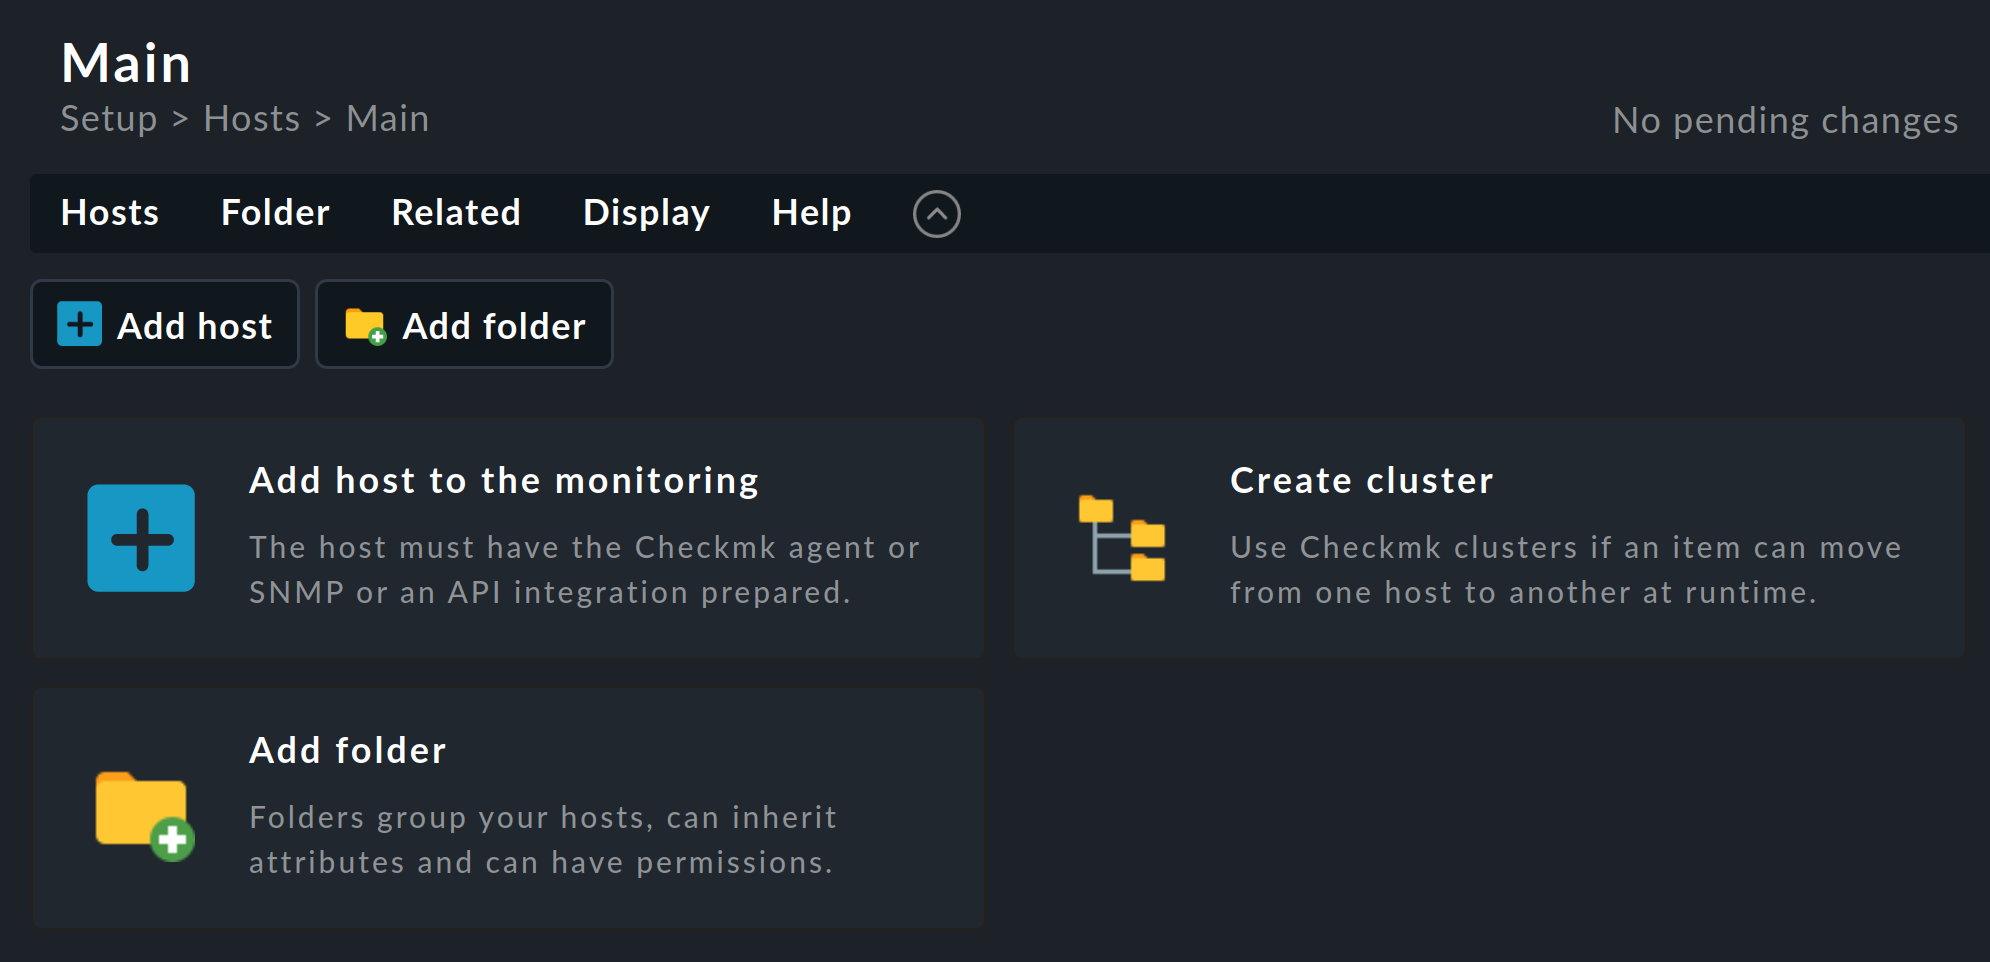 Main
Setup > Hosts > Main
No pending changes
Hosts Folder Related Display Help
Add host Add folder
Add host to the monitoring
The host must have the Checkmk agent or
SNMP or an API integration prepared.
Create cluster
Use Checkmk clusters if an item can move
from one host to another at runtime.
Add folder
Folders group your hosts, can inherit
attributes and can have permissions.